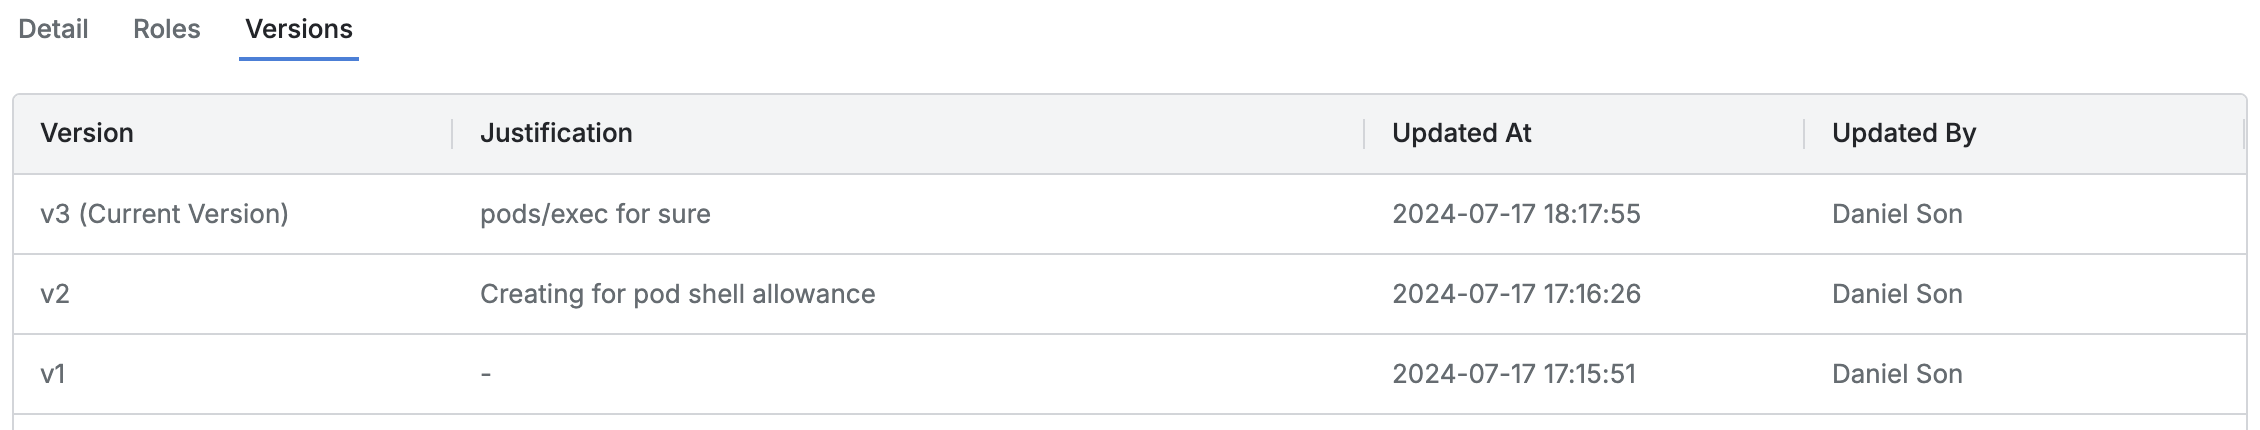 Detail Roles Versions
Version Justification Updated At Updated By
v3 (Current Version) pods/exec for sure 2024-07-17 18:17:55 Daniel Son
v2 Creating for pod shell allowance 2024-07-17 17:16:26 Daniel Son
v1 - 2024-07-17 17:15:51 Daniel Son